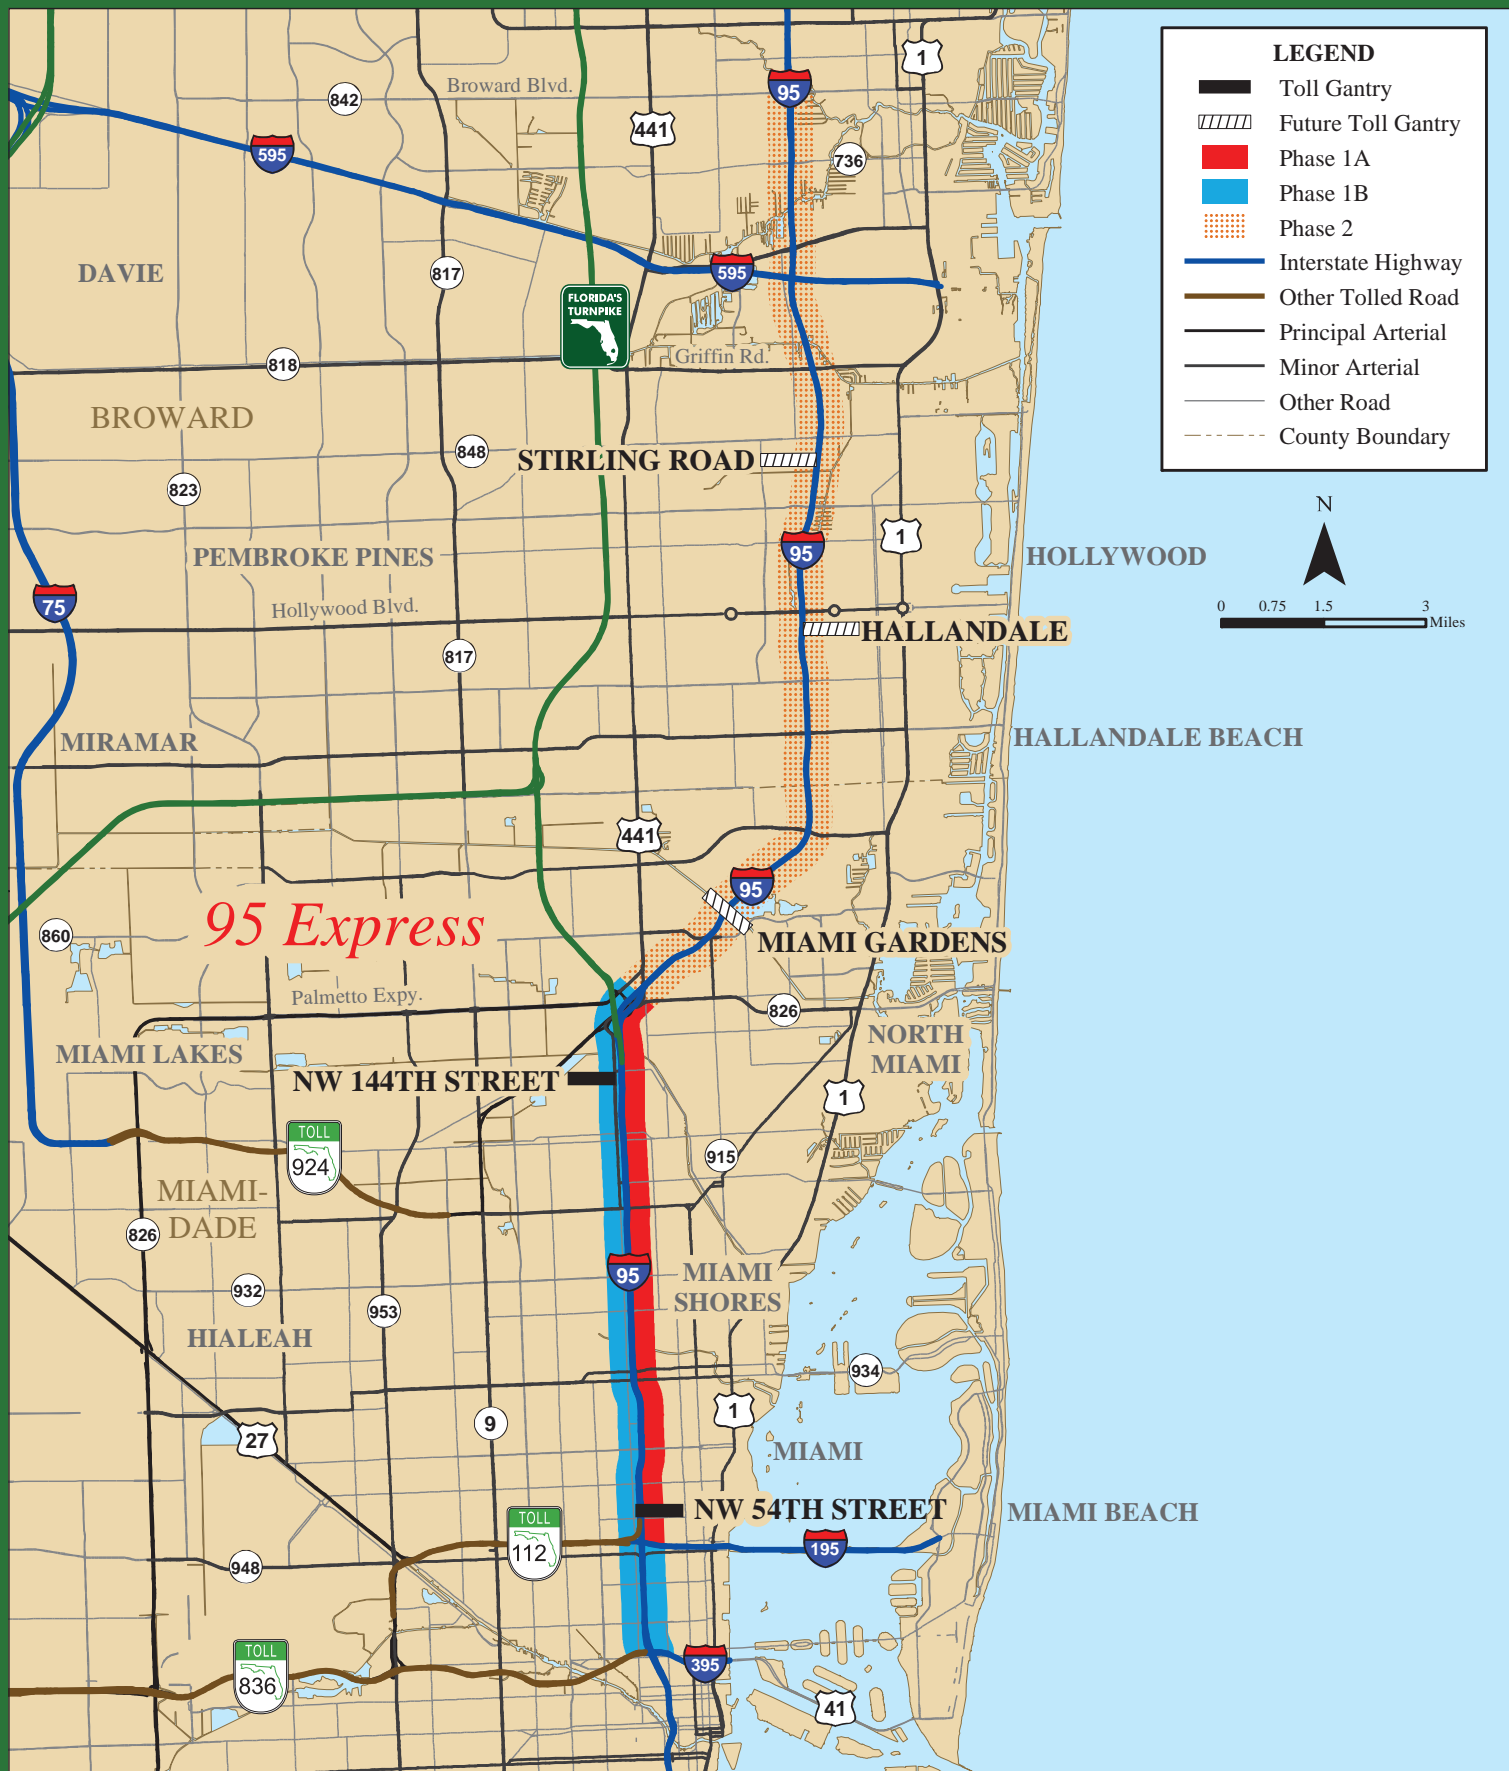 LEGEND
Toll Gantry
Future Toll Gantry
Phase 1A
Phase 1B
Phase 2
Interstate Highway
Other Tolled Road
Principal Arterial
Minor Arterial
Other Road
County Boundary
N
0 0.75 1.5 3
Miles
1
95
Broward Blvd.
842
441
595
736
DAVIE
817
595
FLORIDA'S
TURNPIKE
Griffin Rd.
818
BROWARD
848
STIRLING ROAD
823
1
95
PEMBROKE PINES
HOLLYWOOD
75
Hollywood Blvd.
HALLANDALE
817
MIRAMAR
HALLANDALE BEACH
441
95
95 Express
860
MIAMI GARDENS
Palmetto Expy.
826
NORTH
MIAMI
MIAMI LAKES
NW 144TH STREET
1
TOLL
924
915
MIAMI-
DADE
826
95
MIAMI
SHORES
932
953
HIALEAH
934
1
9
27
MIAMI
NW 54TH STREET
MIAMI BEACH
TOLL
112
195
948
TOLL
836
395
41